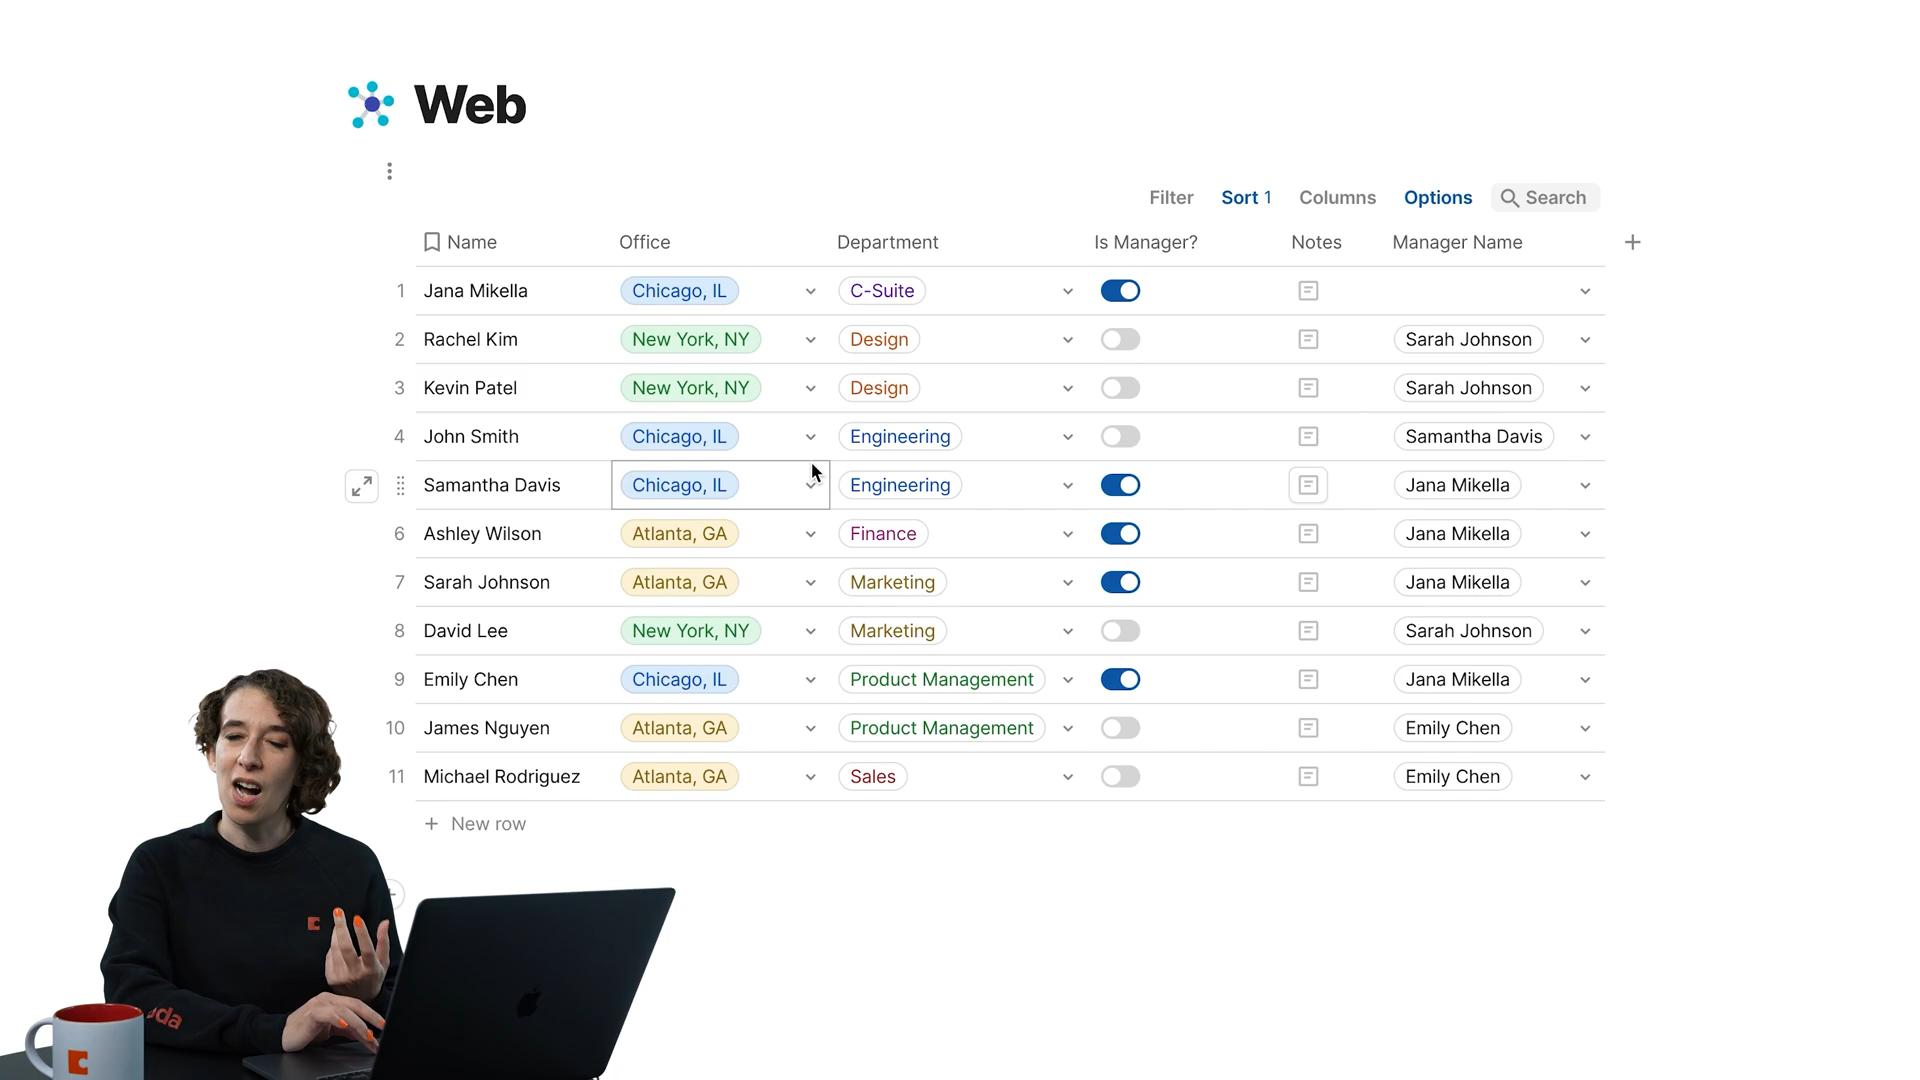 Web
Filter Sort 1 Columns Options Search
Name Office Department Is Manager? Notes Manager Name
1 Jana Mikella Chicago, IL C-Suite
2 Rachel Kim New York, NY Design Sarah Johnson
3 Kevin Patel New York, NY Design Sarah Johnson
4 John Smith Chicago, IL Engineering Samantha Davis
Samantha Davis Chicago, IL Engineering Jana Mikella
6 Ashley Wilson Atlanta, GA Finance Jana Mikella
7 Sarah Johnson Atlanta, GA Marketing Jana Mikella
8 David Lee New York, NY Marketing Sarah Johnson
9 Emily Chen Chicago, IL Product Management Jana Mikella
10 James Nguyen Atlanta, GA Product Management Emily Chen
11 Michael Rodriguez Atlanta, GA Sales Emily Chen
+ New row